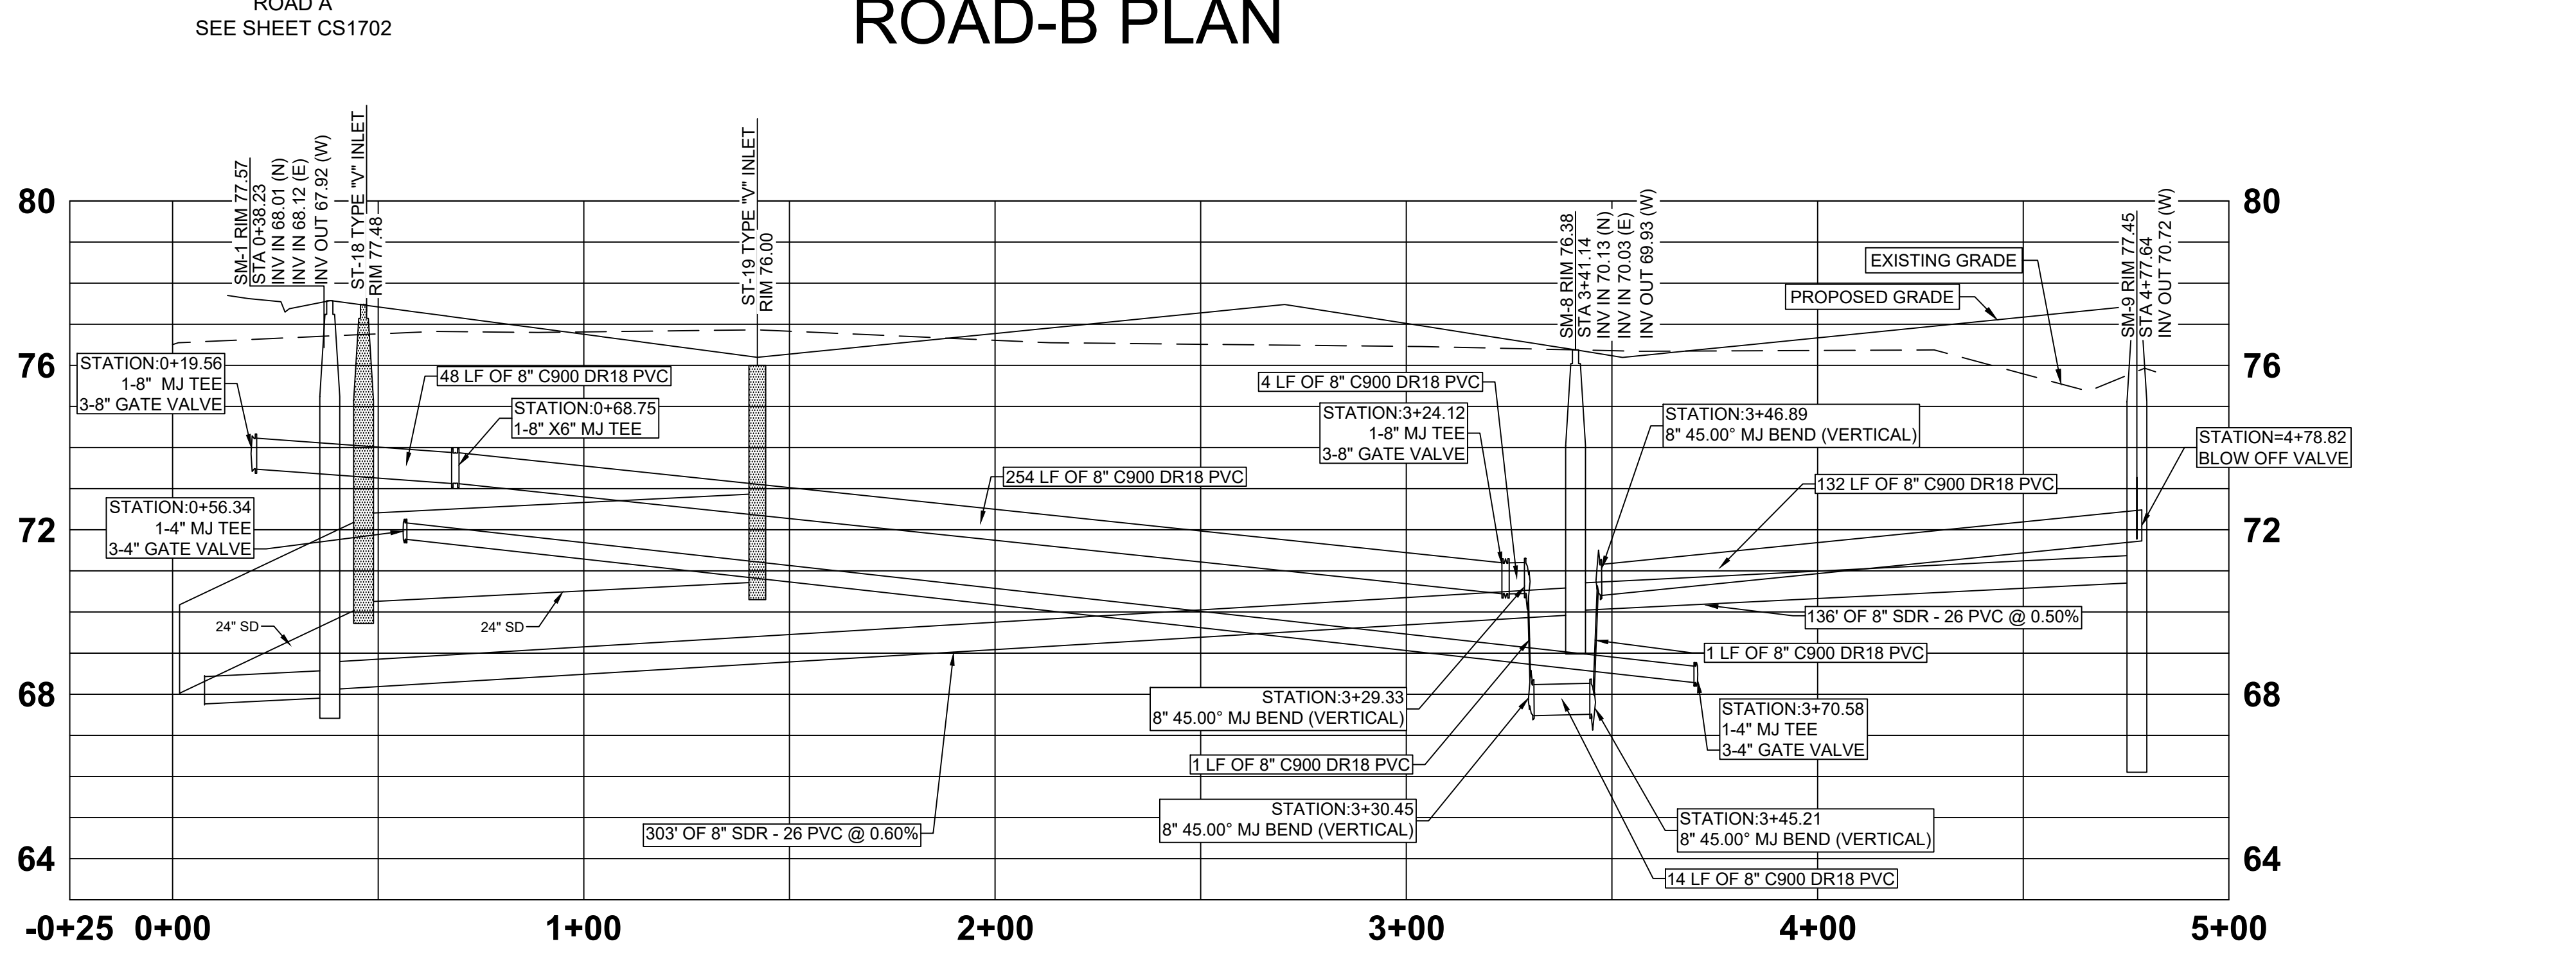 ROAD A
SEE SHEET CS1702
ROAD-B PLAN
SM-1 RIM 77.57
STA 0+38.23
INV IN 68.01 (N)
INV IN 68.12 (E)
INV OUT 67.92 (W)
ST-18 TYPE "V" INLET
RIM 77.48
ST-19 TYPE "V" INLET
RIM 76.00
SM-8 RIM 76.38
STA 3+41.14
INV IN 70.13 (N)
INV IN 70.03 (E)
INV OUT 69.93 (W)
SM-9 RIM 77.45
STA 4+77.64
INV OUT 70.72 (W)
80
80
EXISTING GRADE
PROPOSED GRADE
76
76
STATION:0+19.56
1-8" MJ TEE
3-8" GATE VALVE
48 LF OF 8" C900 DR18 PVC
STATION:0+68.75
1-8" X6" MJ TEE
4 LF OF 8" C900 DR18 PVC
STATION:3+24.12
1-8" MJ TEE
3-8" GATE VALVE
STATION:3+46.89
8" 45.00° MJ BEND (VERTICAL)
STATION=4+78.82
BLOW OFF VALVE
254 LF OF 8" C900 DR18 PVC
132 LF OF 8" C900 DR18 PVC
STATION:0+56.34
1-4" MJ TEE
3-4" GATE VALVE
72
72
24" SD
24" SD
136' OF 8" SDR - 26 PVC @ 0.50%
1 LF OF 8" C900 DR18 PVC
68
68
STATION:3+29.33
8" 45.00° MJ BEND (VERTICAL)
STATION:3+70.58
1-4" MJ TEE
3-4" GATE VALVE
1 LF OF 8" C900 DR18 PVC
STATION:3+30.45
8" 45.00° MJ BEND (VERTICAL)
STATION:3+45.21
8" 45.00° MJ BEND (VERTICAL)
303' OF 8" SDR - 26 PVC @ 0.60%
64
64
14 LF OF 8" C900 DR18 PVC
-0+25
0+00
1+00
2+00
3+00
4+00
5+00